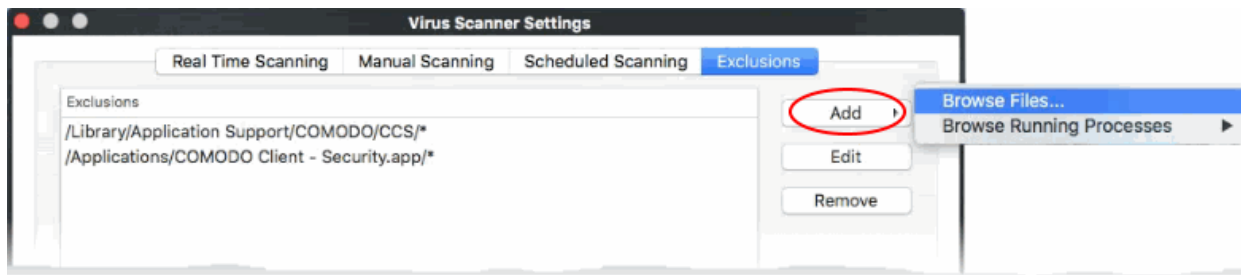 Virus Scanner Settings
Real Time Scanning Manual Scanning Scheduled Scanning Exclusions
Exclusions
/Library/Application Support/COMODO/CCS/*
/Applications/COMODO Client - Security.app/*
Add
Edit
Remove
Browse Files...
Browse Running Processes